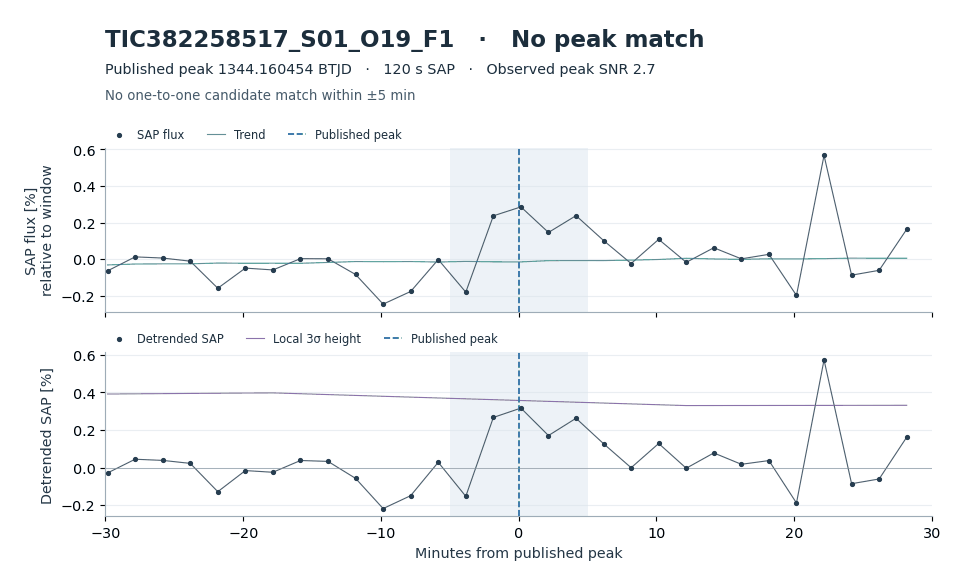 TIC382258517_S01_O19_F1 · No peak match
Published peak 1344.160454 BTJD · 120 s SAP · Observed peak SNR 2.7
No one-to-one candidate match within ±5 min
SAP flux Trend Published peak
SAP flux [%]
relative to window
0.6
0.4
0.2
0.0
−0.2
Detrended SAP Local 3σ height Published peak
Detrended SAP [%]
0.6
0.4
0.2
0.0
−0.2
−30 −20 −10 0 10 20 30
Minutes from published peak